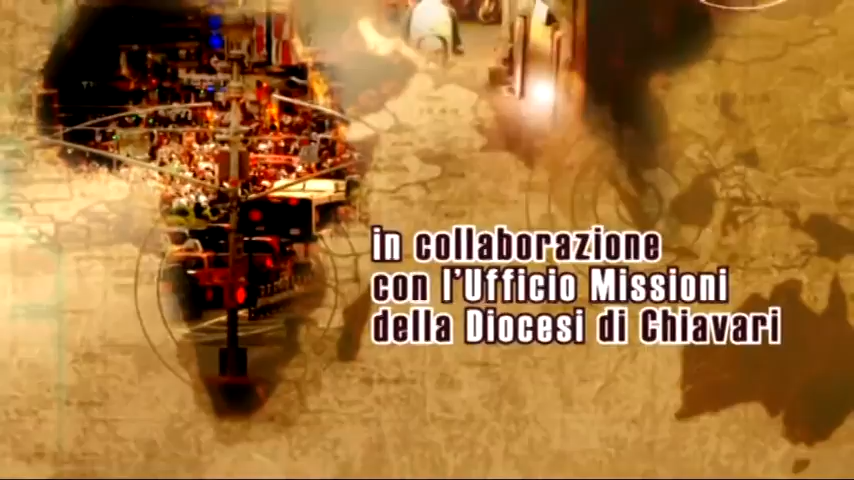 in collaborazione
con l'Ufficio Missioni
della Diocesi di Chiavari